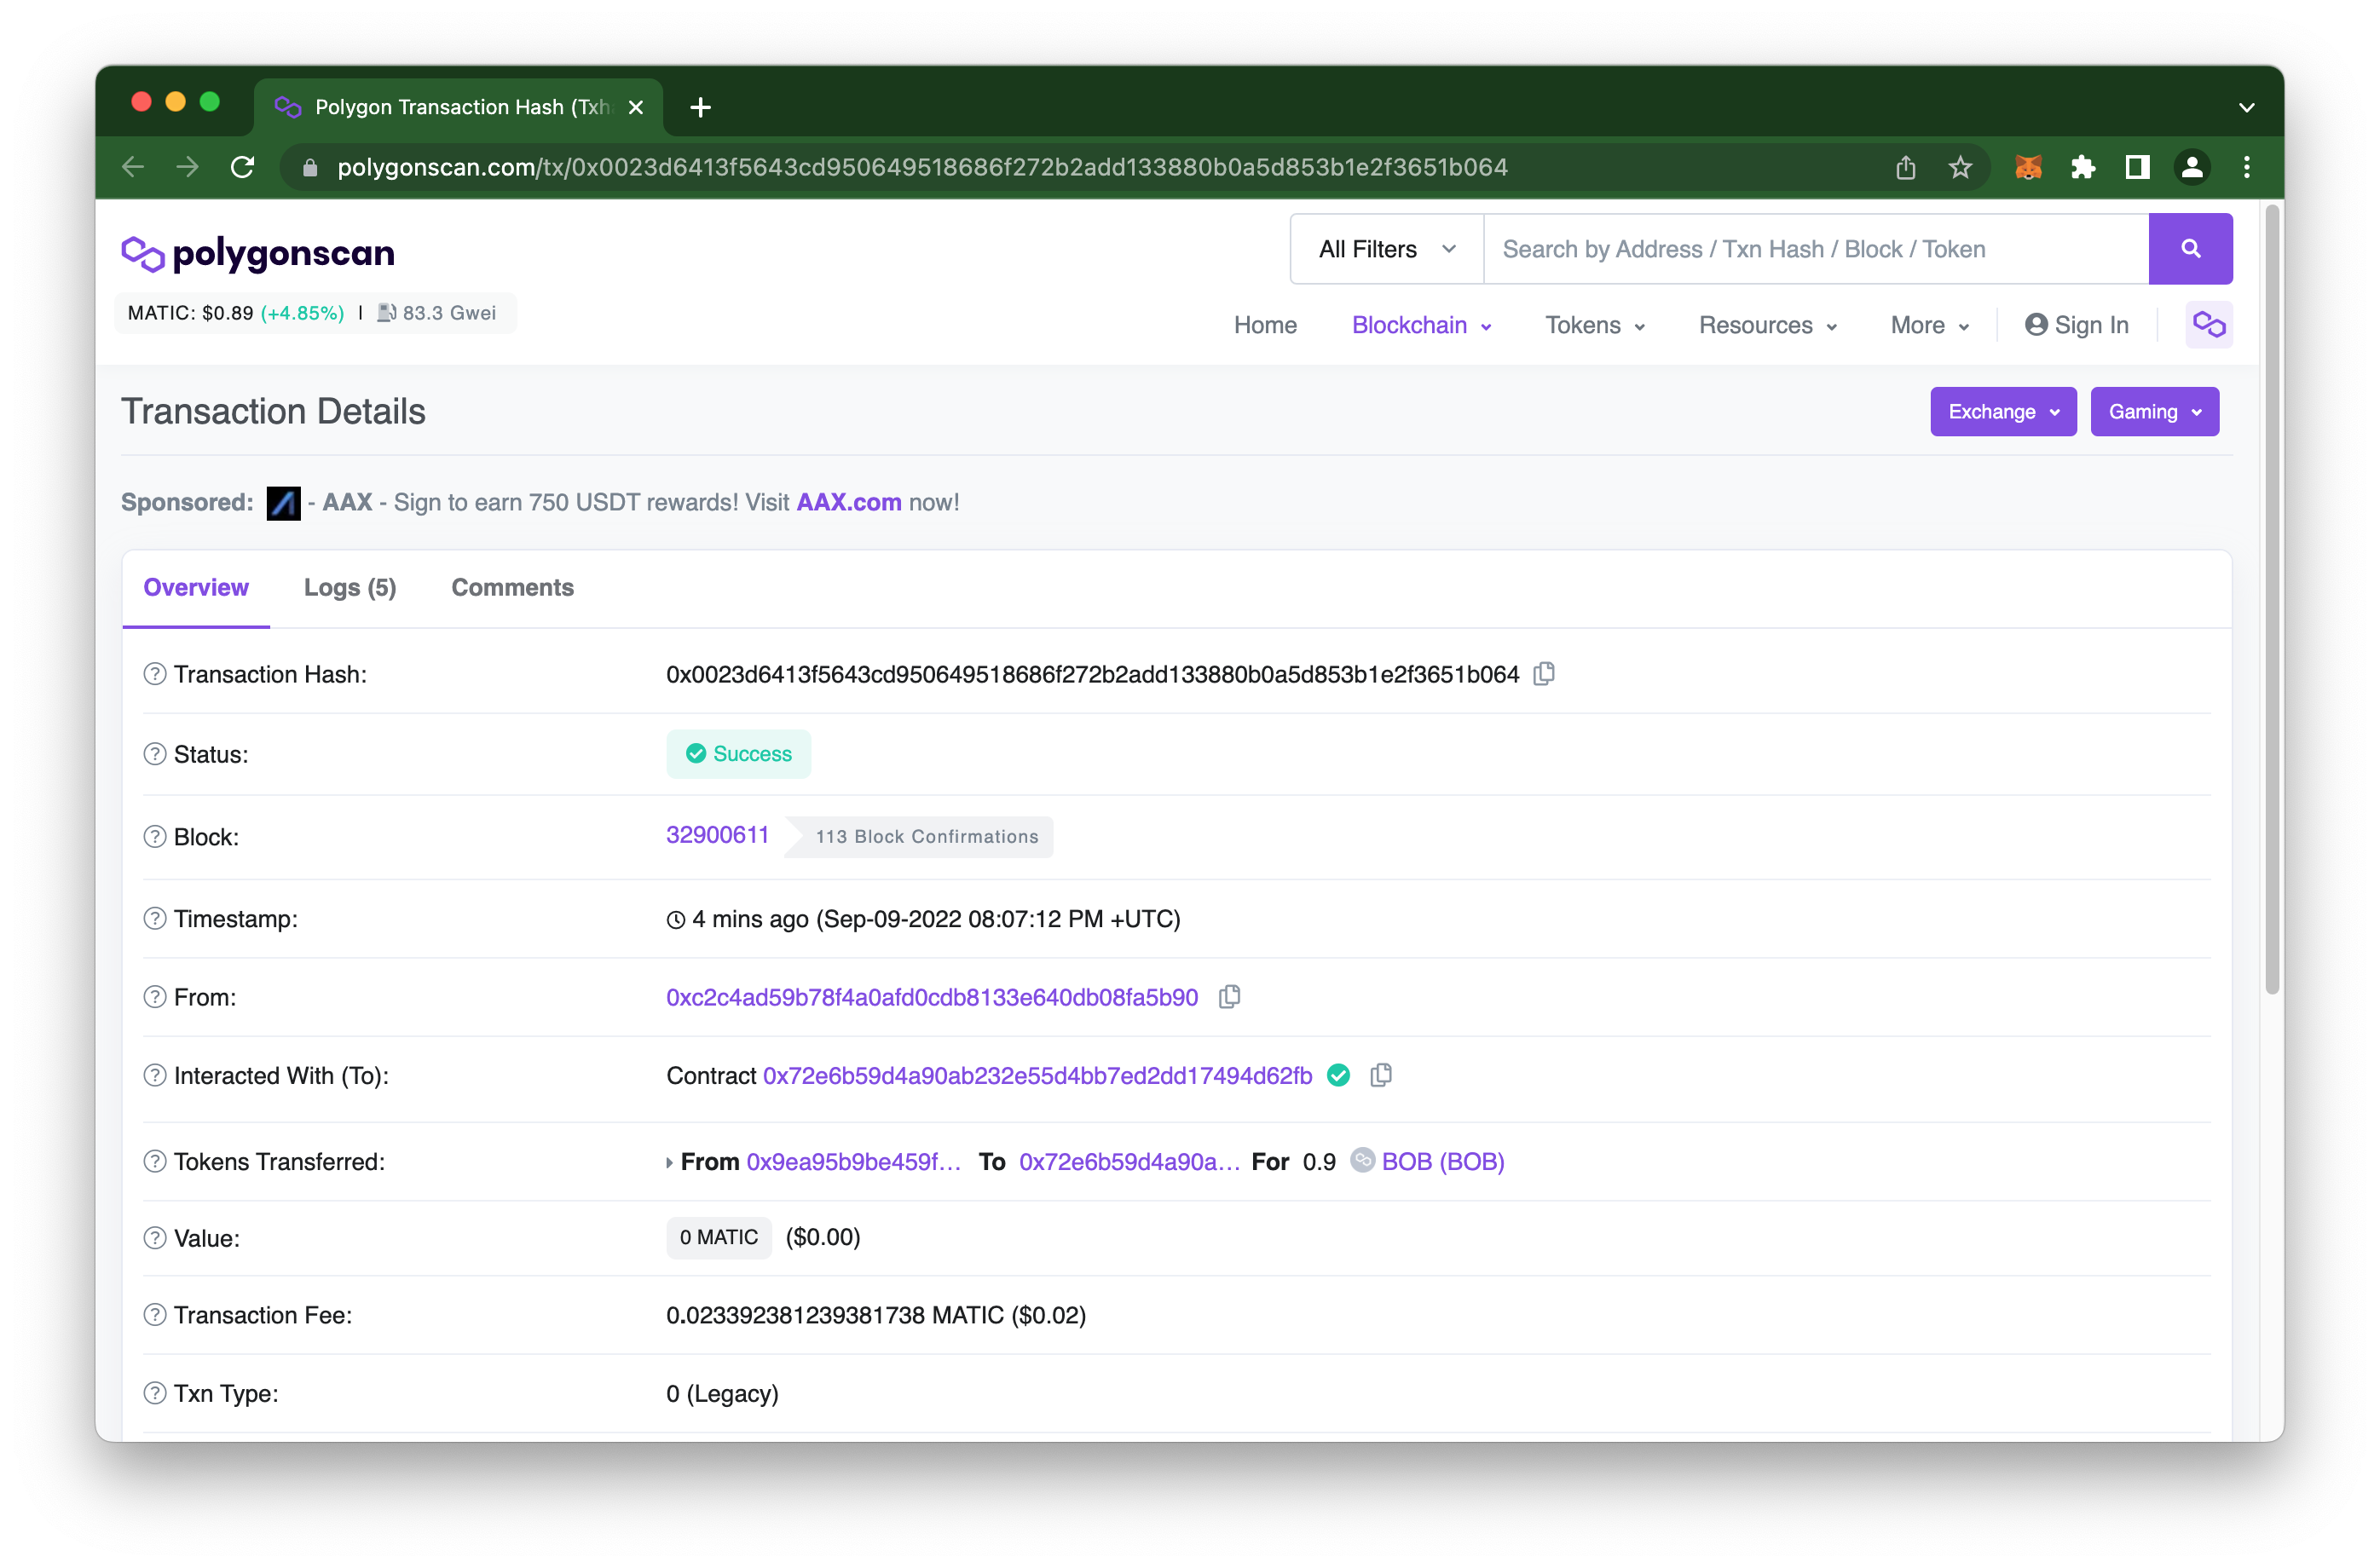 Polygon Transaction Hash (Txh
polygonscan.com/tx/0x0023d6413f5643cd950649518686f272b2add133880b0a5d853b1e2f3651b064
polygonscan
All Filters Search by Address / Txn Hash / Block / Token
MATIC: $0.89 (+4.85%) | 83.3 Gwei
Home Blockchain Tokens Resources More Sign In
Transaction Details
Exchange Gaming
Sponsored: - AAX - Sign to earn 750 USDT rewards! Visit AAX.com now!
Overview Logs (5) Comments
Transaction Hash: 0x0023d6413f5643cd950649518686f272b2add133880b0a5d853b1e2f3651b064
Status: Success
Block: 32900611 113 Block Confirmations
Timestamp: 4 mins ago (Sep-09-2022 08:07:12 PM +UTC)
From: 0xc2c4ad59b78f4a0afd0cdb8133e640db08fa5b90
Interacted With (To): Contract 0x72e6b59d4a90ab232e55d4bb7ed2dd17494d62fb
Tokens Transferred: From 0x9ea95b9be459f... To 0x72e6b59d4a90a... For 0.9 BOB (BOB)
Value: 0 MATIC ($0.00)
Transaction Fee: 0.023392381239381738 MATIC ($0.02)
Txn Type: 0 (Legacy)